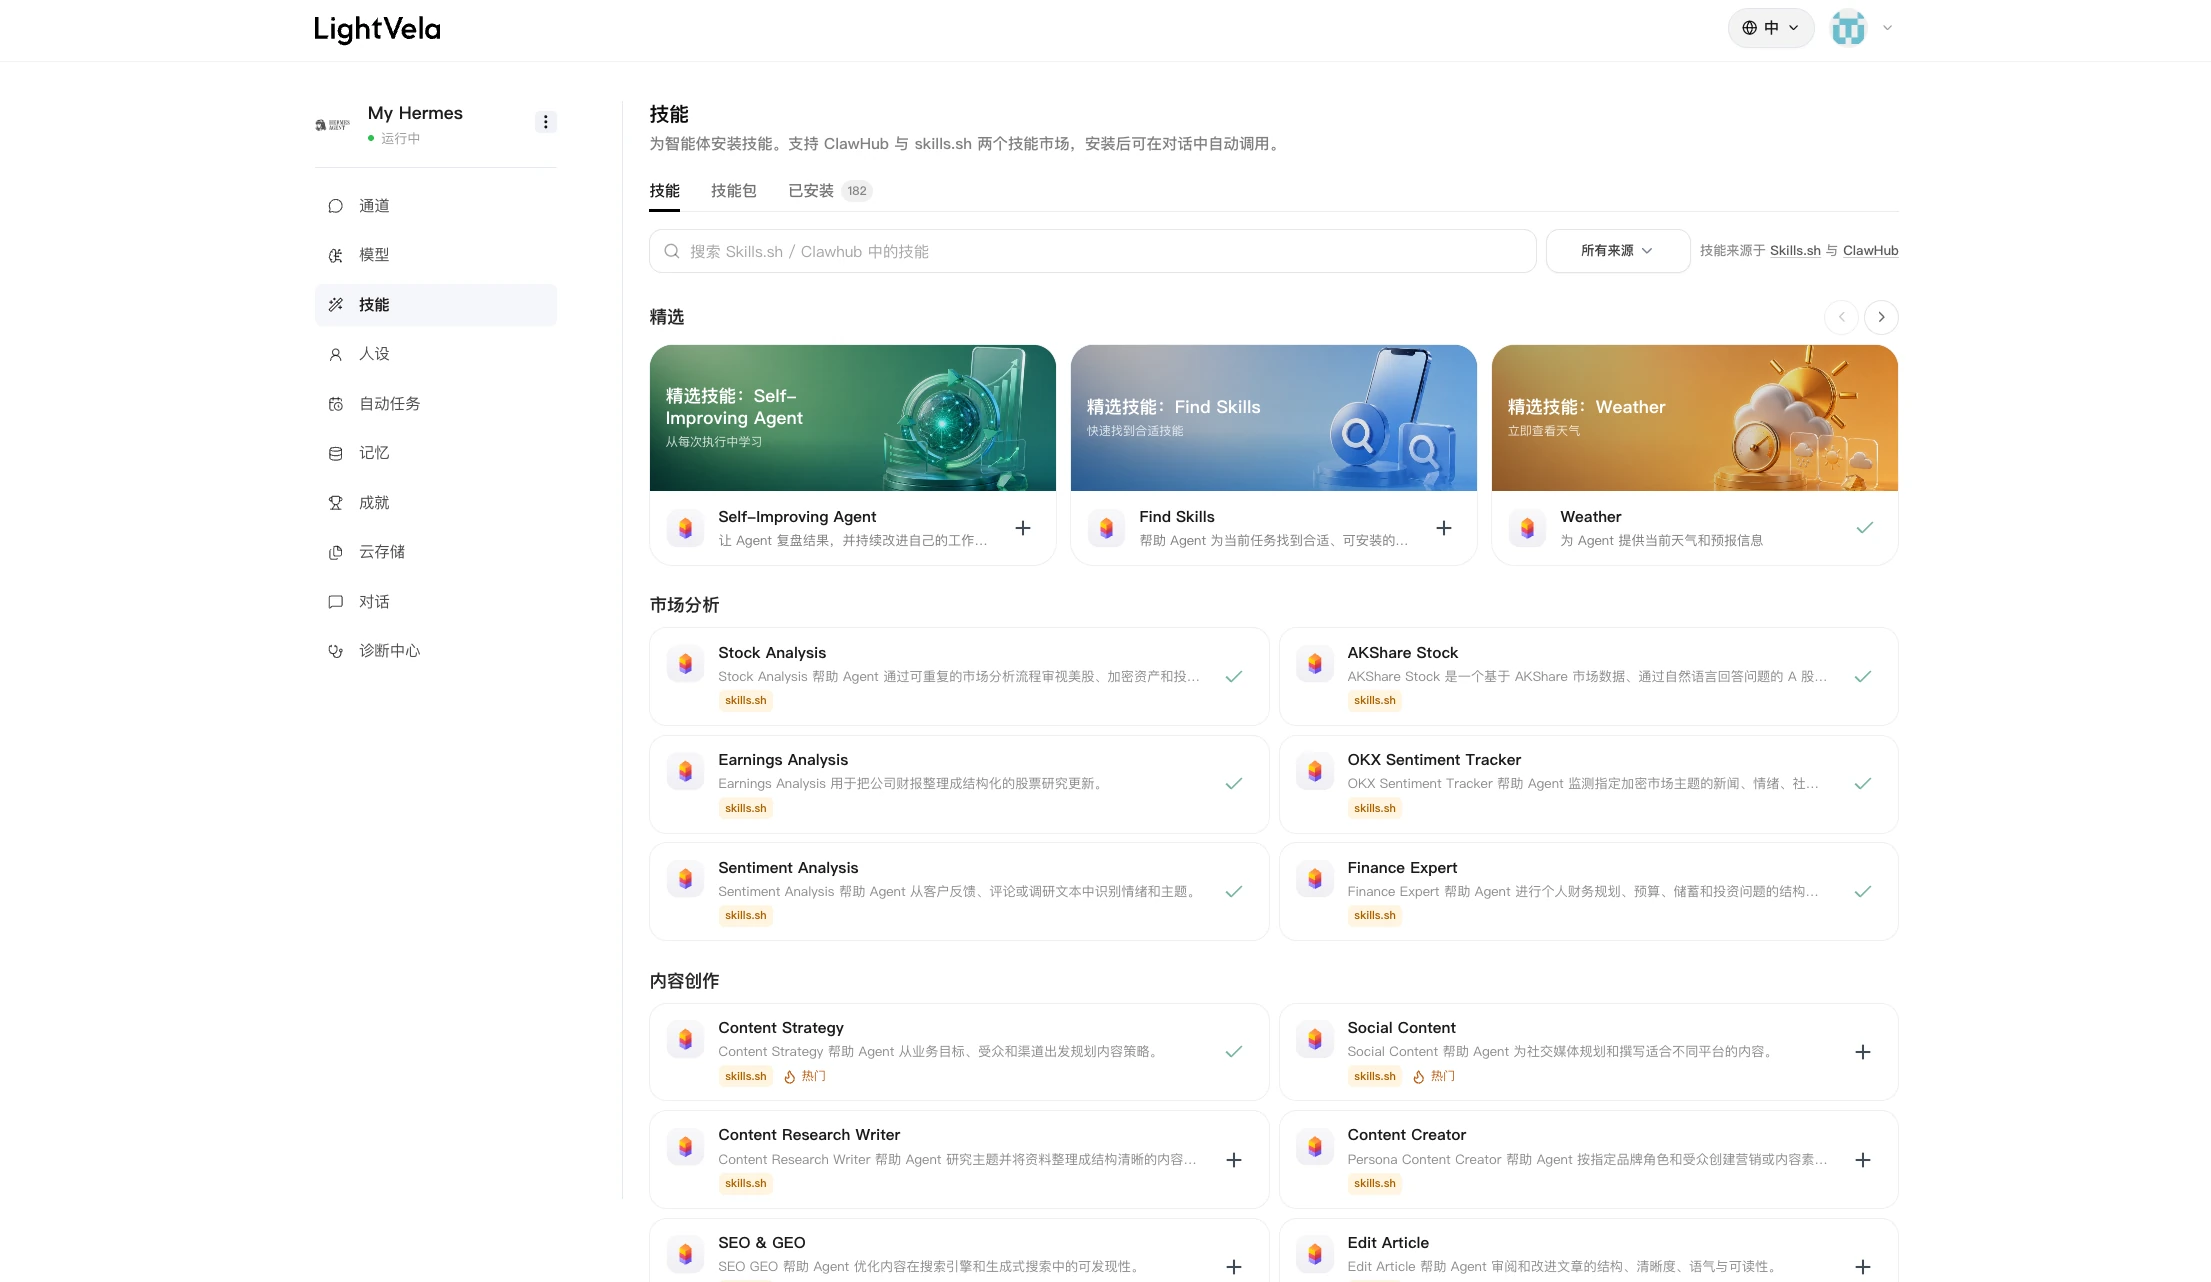 LightVela
中
My Hermes
运行中
HERMES
AGENT
通道
模型
技能
人设
自动任务
记忆
成就
云存储
对话
诊断中心
技能
为智能体安装技能。支持 ClawHub 与 skills.sh 两个技能市场，安装后可在对话中自动调用。
技能 技能包 已安装 182
搜索 Skills.sh / Clawhub 中的技能
所有来源
技能来源于 Skills.sh 与 ClawHub
精选
精选技能：Self-
Improving Agent
从每次执行中学习
Self-Improving Agent
让 Agent 复盘结果，并持续改进自己的工作…
精选技能：Find Skills
快速找到合适技能
Find Skills
帮助 Agent 为当前任务找到合适、可安装的…
精选技能：Weather
立即查看天气
Weather
为 Agent 提供当前天气和预报信息
市场分析
Stock Analysis
Stock Analysis 帮助 Agent 通过可重复的市场分析流程审视美股、加密资产和投…
skills.sh
AKShare Stock
AKShare Stock 是一个基于 AKShare 市场数据、通过自然语言回答问题的 A 股…
skills.sh
Earnings Analysis
Earnings Analysis 用于把公司财报整理成结构化的股票研究更新。
skills.sh
OKX Sentiment Tracker
OKX Sentiment Tracker 帮助 Agent 监测指定加密市场主题的新闻、情绪、社…
skills.sh
Sentiment Analysis
Sentiment Analysis 帮助 Agent 从客户反馈、评论或调研文本中识别情绪和主题。
skills.sh
Finance Expert
Finance Expert 帮助 Agent 进行个人财务规划、预算、储蓄和投资问题的结构…
skills.sh
内容创作
Content Strategy
Content Strategy 帮助 Agent 从业务目标、受众和渠道出发规划内容策略。
skills.sh 热门
Social Content
Social Content 帮助 Agent 为社交媒体规划和撰写适合不同平台的内容。
skills.sh 热门
Content Research Writer
Content Research Writer 帮助 Agent 研究主题并将资料整理成结构清晰的内容…
skills.sh
Content Creator
Persona Content Creator 帮助 Agent 按指定品牌角色和受众创建营销或内容素…
skills.sh
SEO & GEO
SEO GEO 帮助 Agent 优化内容在搜索引擎和生成式搜索中的可发现性。
Edit Article
Edit Article 帮助 Agent 审阅和改进文章的结构、清晰度、语气与可读性。